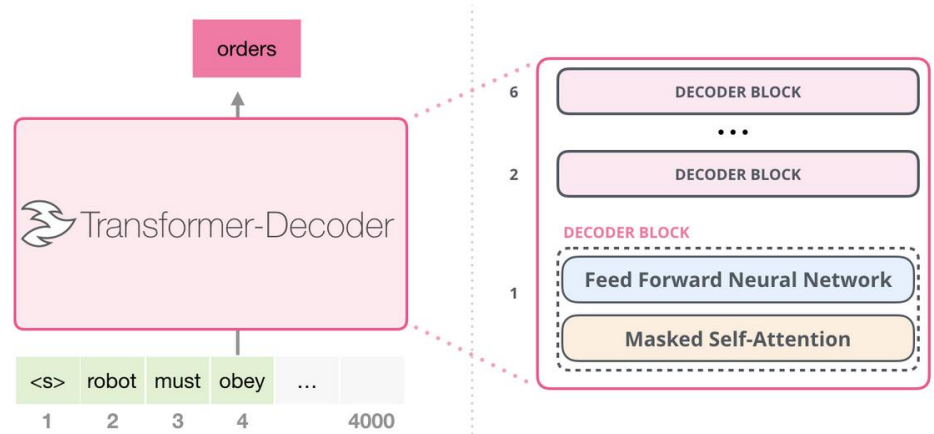 orders
Transformer-Decoder
<s> robot must obey ...
1 2 3 4 4000
6 DECODER BLOCK
...
2 DECODER BLOCK
DECODER BLOCK
1
Feed Forward Neural Network
Masked Self-Attention